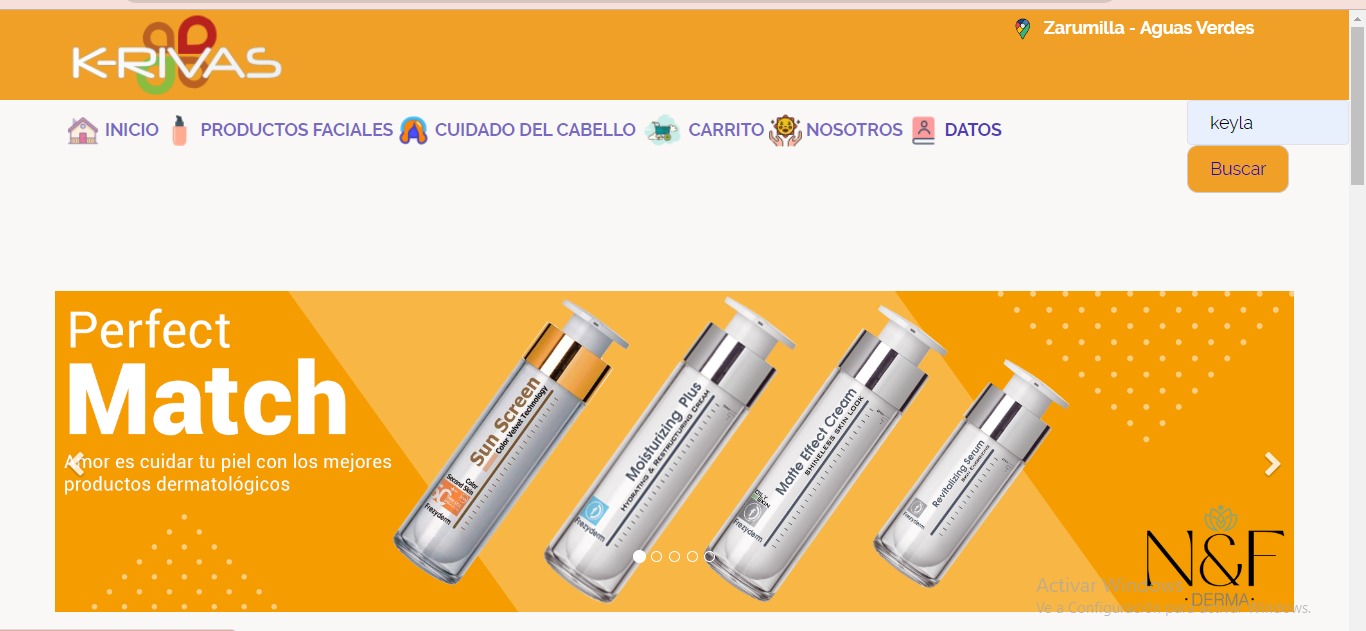 K-RIVAS
Zarumilla - Aguas Verdes
INICIO PRODUCTOS FACIALES CUIDADO DEL CABELLO CARRITO NOSOTROS DATOS
keyla
Buscar
Perfect
Match
Amor es cuidar tu piel con los mejores
productos dermatológicos
Sun Screen
Color Velvet Technology
Color
Second Skin
Frezyderm
Moisturizing Plus
HYDRATING & RESTRUCTURING CREAM
Frezyderm
Matte Effect Cream
SHINELESS SKIN LOOK
OILY
SKIN
Frezyderm
Revitalizing Serum
Frezyderm
N&F
·DERMA·
Activar Windows
Ve a Configuración para activar Windows.